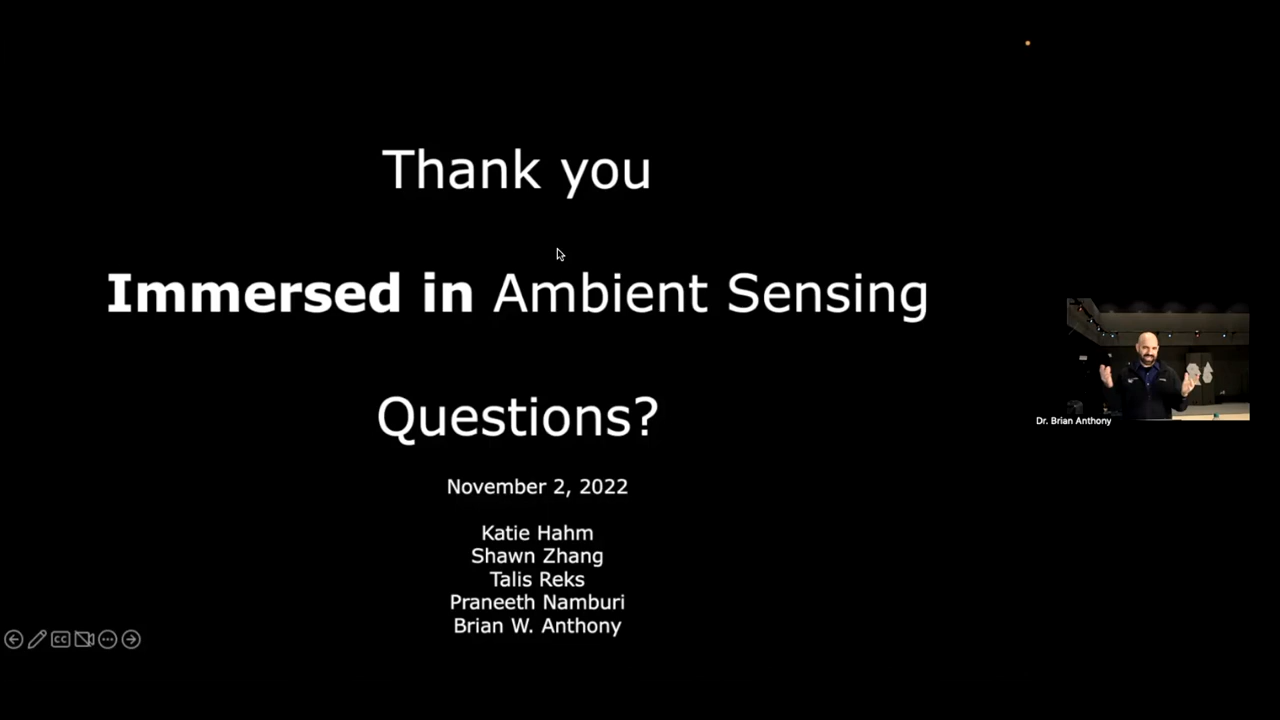 Thank you
Immersed in Ambient Sensing
Questions?
November 2, 2022
Katie Hahm
Shawn Zhang
Talis Reks
Praneeth Namburi
Brian W. Anthony
Dr. Brian Anthony
CC